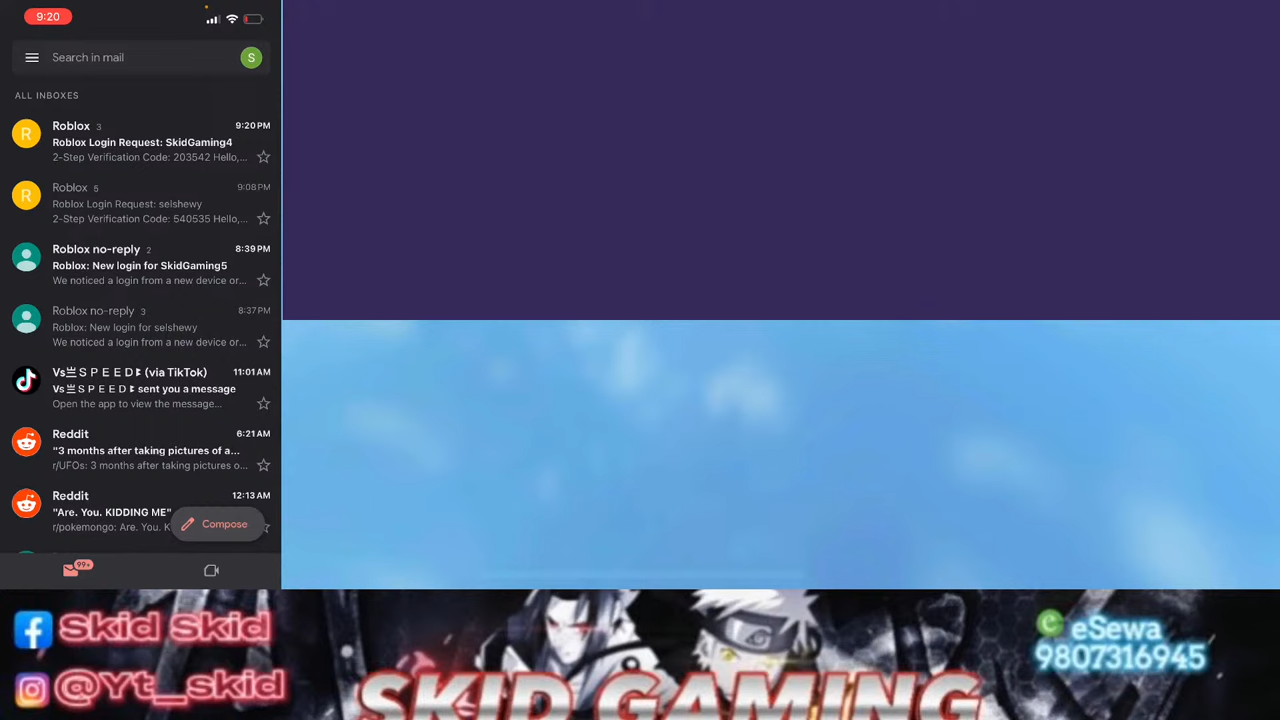 9:20
Search in mail
S
ALL INBOXES
R
Roblox 3
9:20 PM
Roblox Login Request: SkidGaming4
2-Step Verification Code: 203542 Hello,...
R
Roblox 5
9:08 PM
Roblox Login Request: selshewy
2-Step Verification Code: 540535 Hello,...
Roblox no-reply 2
8:39 PM
Roblox: New login for SkidGaming5
We noticed a login from a new device or...
Roblox no-reply 3
8:37 PM
Roblox: New login for selshewy
We noticed a login from a new device or...
(via TikTok)
11:01 AM
sent you a message
Open the app to view the message...
Reddit
6:21 AM
"3 months after taking pictures of a...
r/UFOs: 3 months after taking pictures o...
Reddit
12:13 AM
"Are. You. KIDDING ME"
r/pokemongo: Are. You. K
Compose
99+
Skid Skid
@Yt_skid
SKID GAMING
eSewa
9807316945